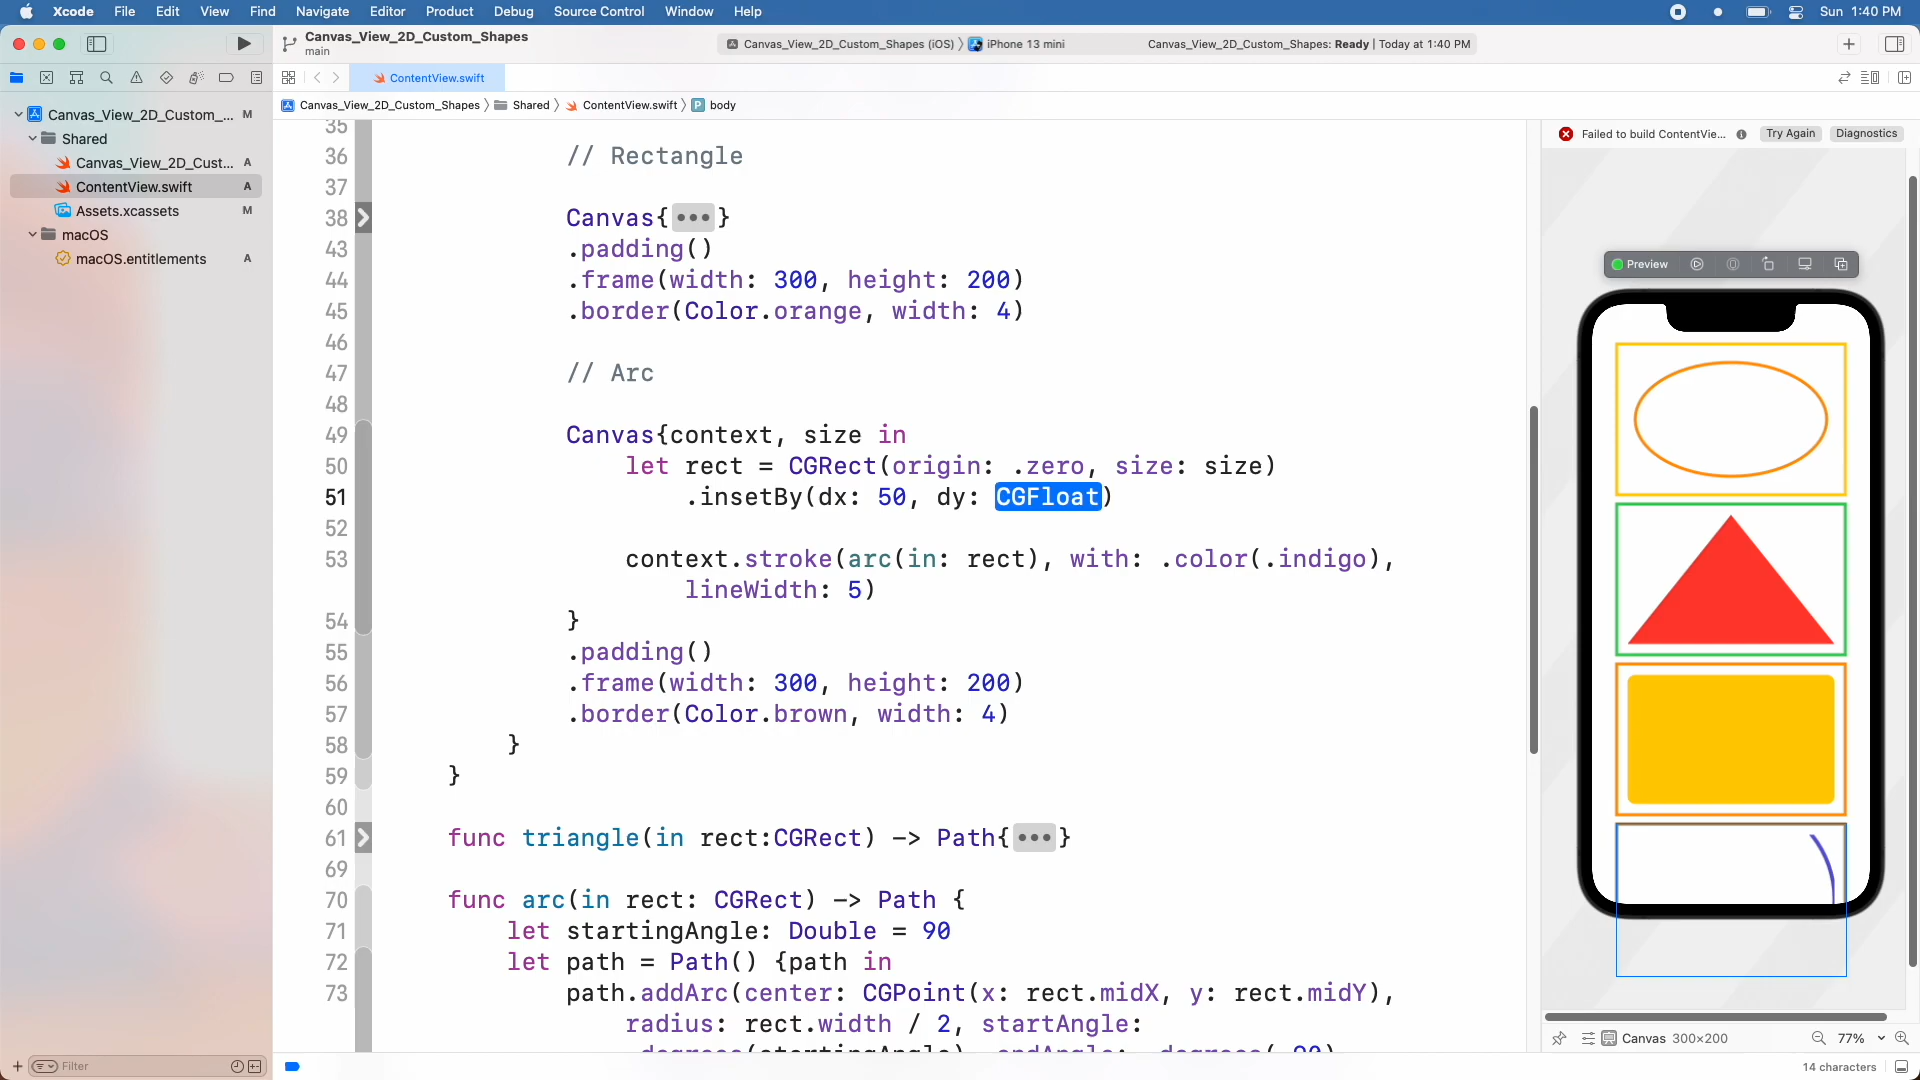 Xcode File Edit View Find Navigate Editor Product Debug Source Control Window Help Sun 1:40 PM
Canvas_View_2D_Custom_Shapes
main
Canvas_View_2D_Custom_Shapes (iOS) iPhone 13 mini
Canvas_View_2D_Custom_Shapes: Ready | Today at 1:40 PM
ContentView.swift
Canvas_View_2D_Custom_Shapes Shared ContentView.swift P body
Canvas_View_2D_Custom_... M
Shared
Canvas_View_2D_Cust... A
ContentView.swift A
Assets.xcassets M
macOS
macOS.entitlements A
Filter
35
36 // Rectangle
37
38 Canvas{•••}
43 .padding()
44 .frame(width: 300, height: 200)
45 .border(Color.orange, width: 4)
46
47 // Arc
48
49 Canvas{context, size in
50 let rect = CGRect(origin: .zero, size: size)
51 .insetBy(dx: 50, dy: CGFloat)
52
53 context.stroke(arc(in: rect), with: .color(.indigo),
lineWidth: 5)
54 }
55 .padding()
56 .frame(width: 300, height: 200)
57 .border(Color.brown, width: 4)
58 }
59 }
60
61 func triangle(in rect:CGRect) -> Path{•••}
69
70 func arc(in rect: CGRect) -> Path {
71 let startingAngle: Double = 90
72 let path = Path() {path in
73 path.addArc(center: CGPoint(x: rect.midX, y: rect.midY),
radius: rect.width / 2, startAngle:
Failed to build ContentVie... Try Again Diagnostics
Preview
Canvas 300×200 77%
14 characters